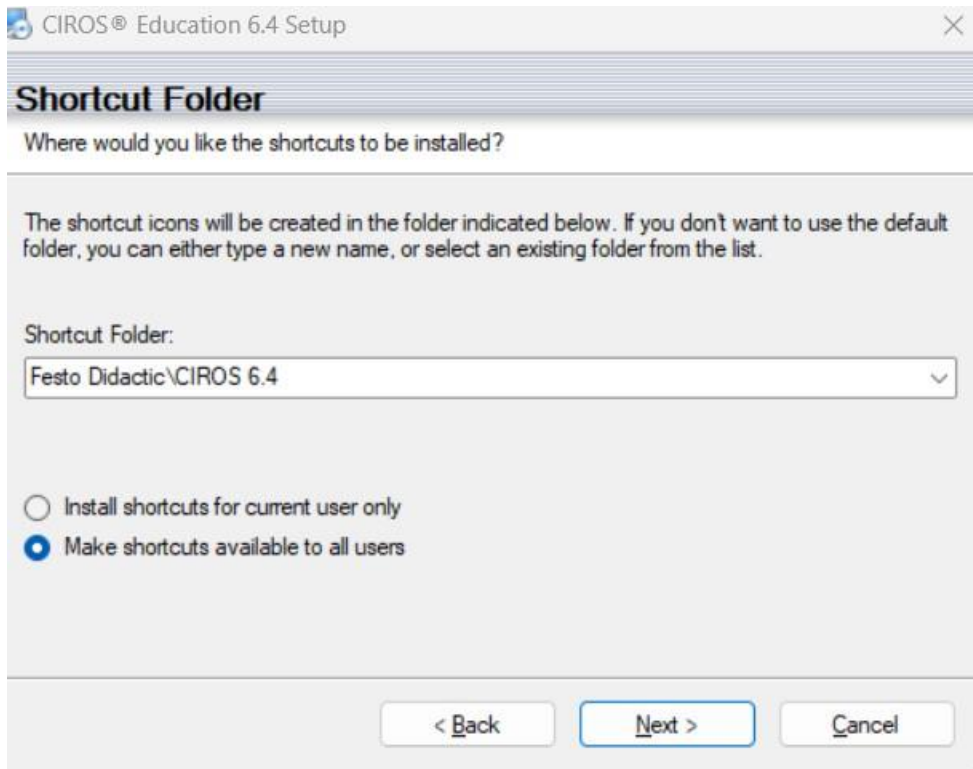 CIROS® Education 6.4 Setup
Shortcut Folder
Where would you like the shortcuts to be installed?
The shortcut icons will be created in the folder indicated below. If you don't want to use the default
folder, you can either type a new name, or select an existing folder from the list.
Shortcut Folder:
Festo Didactic\CIROS 6.4
Install shortcuts for current user only
Make shortcuts available to all users
< Back
Next >
Cancel